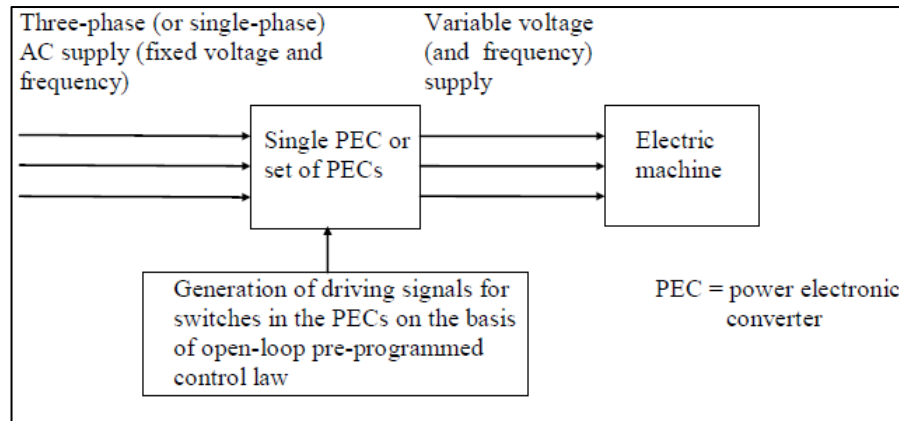 Three-phase (or single-phase)
AC supply (fixed voltage and
frequency)
Variable voltage
(and frequency)
supply
Single PEC or
set of PECs
Electric
machine
Generation of driving signals for
switches in the PECs on the basis
of open-loop pre-programmed
control law
PEC = power electronic
converter